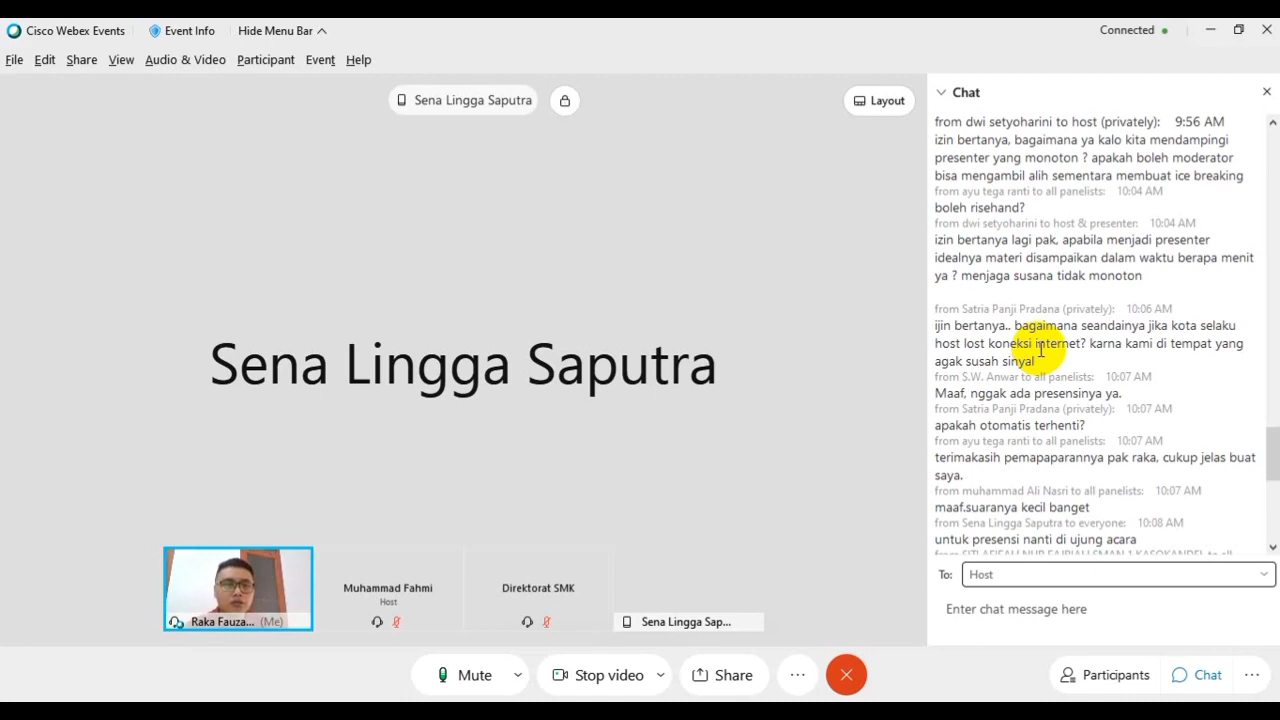 Cisco Webex Events
Event Info
Hide Menu Bar
Connected
File Edit Share View Audio & Video Participant Event Help
Sena Lingga Saputra
Layout
Sena Lingga Saputra
Raka Fauza... (Me)
Muhammad Fahmi
Host
Direktorat SMK
Sena Lingga Sap...
Chat
from dwi setyoharini to host (privately): 9:56 AM
izin bertanya, bagaimana ya kalo kita mendampingi
presenter yang monoton ? apakah boleh moderator
bisa mengambil alih sementara membuat ice breaking
from ayu tega ranti to all panelists: 10:04 AM
boleh risehand?
from dwi setyoharini to host & presenter: 10:04 AM
izin bertanya lagi pak, apabila menjadi presenter
idealnya materi disampaikan dalam waktu berapa menit
ya ? menjaga susana tidak monoton
from Satria Panji Pradana (privately): 10:06 AM
ijin bertanya.. bagaimana seandainya jika kota selaku
host lost koneksi internet? karna kami di tempat yang
agak susah sinyal
from S.W. Anwar to all panelists: 10:07 AM
Maaf, nggak ada presensinya ya.
from Satria Panji Pradana (privately): 10:07 AM
apakah otomatis terhenti?
from ayu tega ranti to all panelists: 10:07 AM
terimakasih pemapaparannya pak raka, cukup jelas buat
saya.
from muhammad Ali Nasri to all panelists: 10:07 AM
maaf.suaranya kecil banget
from Sena Lingga Saputra to everyone: 10:08 AM
untuk presensi nanti di ujung acara
To: Host
Enter chat message here
Mute
Stop video
Share
Participants
Chat